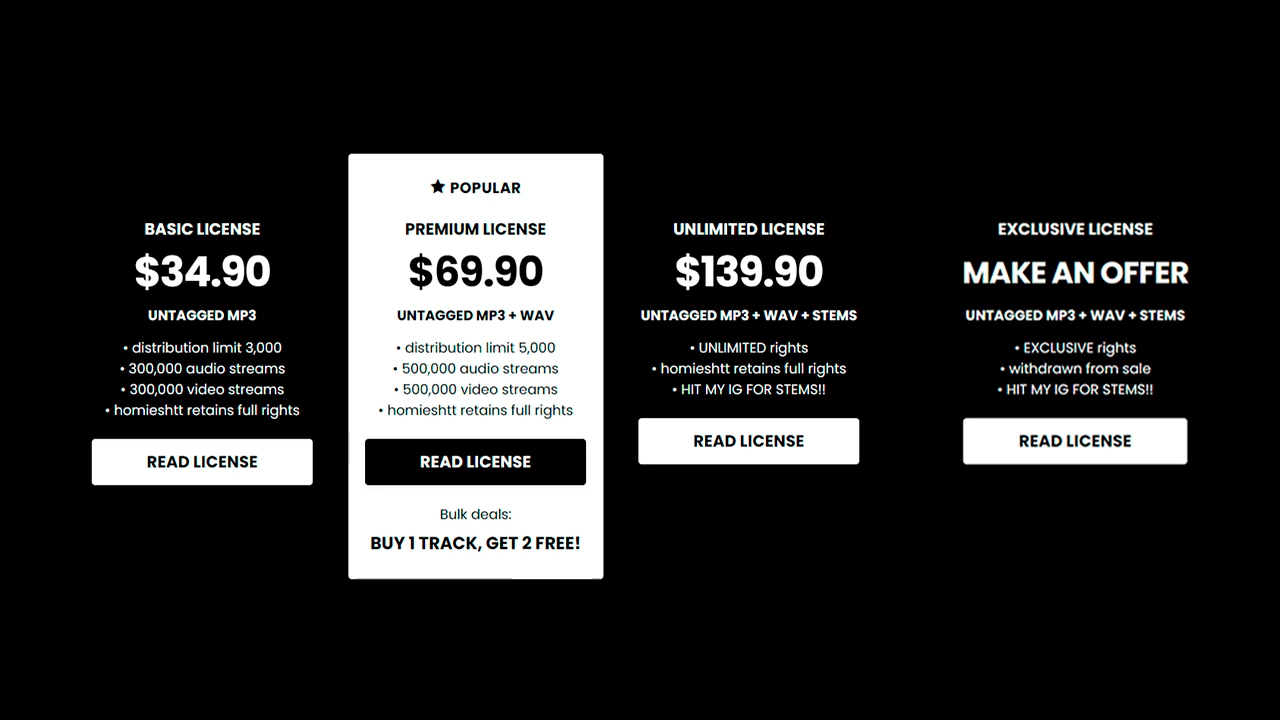 BASIC LICENSE
$34.90
UNTAGGED MP3
• distribution limit 3,000
• 300,000 audio streams
• 300,000 video streams
• homieshtt retains full rights
READ LICENSE
POPULAR
PREMIUM LICENSE
$69.90
UNTAGGED MP3 + WAV
• distribution limit 5,000
• 500,000 audio streams
• 500,000 video streams
• homieshtt retains full rights
READ LICENSE
Bulk deals:
BUY 1 TRACK, GET 2 FREE!
UNLIMITED LICENSE
$139.90
UNTAGGED MP3 + WAV + STEMS
• UNLIMITED rights
• homieshtt retains full rights
• HIT MY IG FOR STEMS!!
READ LICENSE
EXCLUSIVE LICENSE
MAKE AN OFFER
UNTAGGED MP3 + WAV + STEMS
• EXCLUSIVE rights
• withdrawn from sale
• HIT MY IG FOR STEMS!!
READ LICENSE